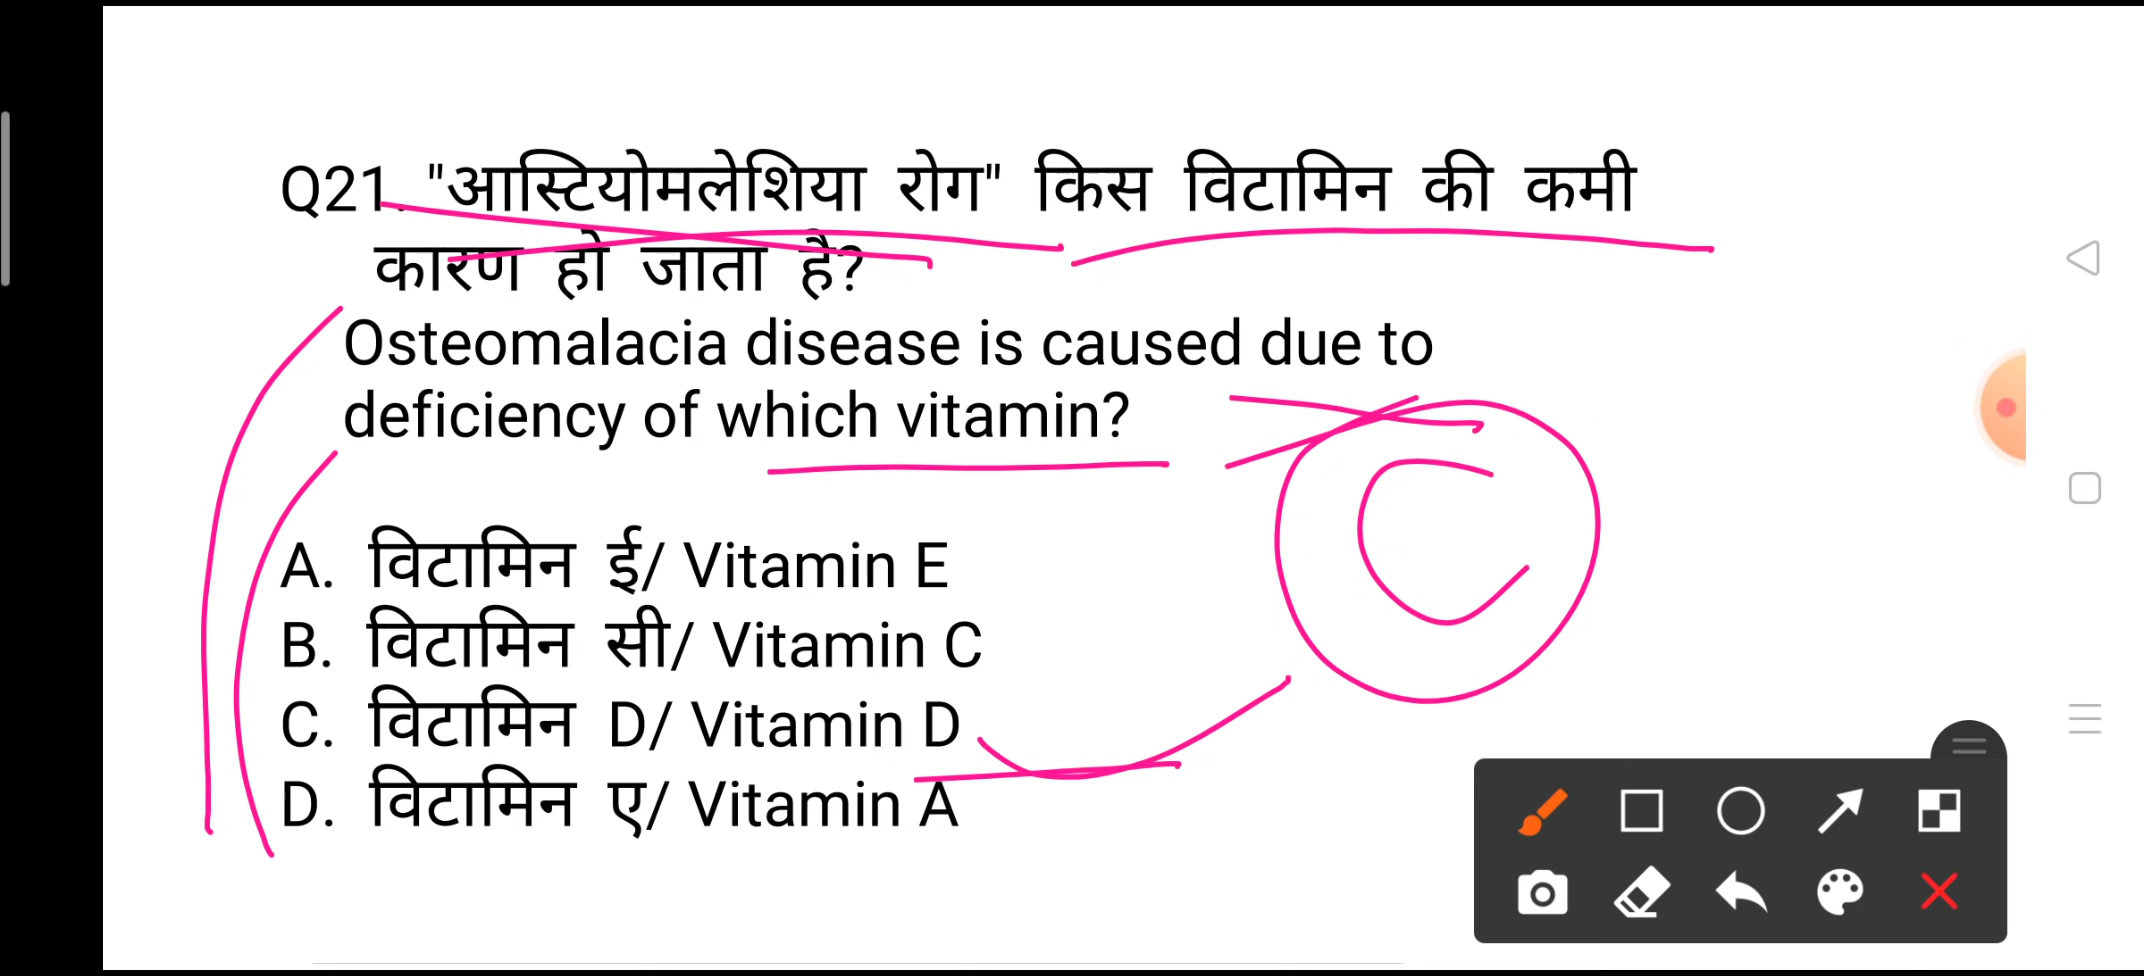 Q21. "आस्टियोमलेशिया रोग" किस विटामिन की कमी
कारण हो जाता है?
Osteomalacia disease is caused due to
deficiency of which vitamin?
C
A. विटामिन ई/ Vitamin E
B. विटामिन सी/ Vitamin C
C. विटामिन D/ Vitamin D
D. विटामिन ए/ Vitamin A